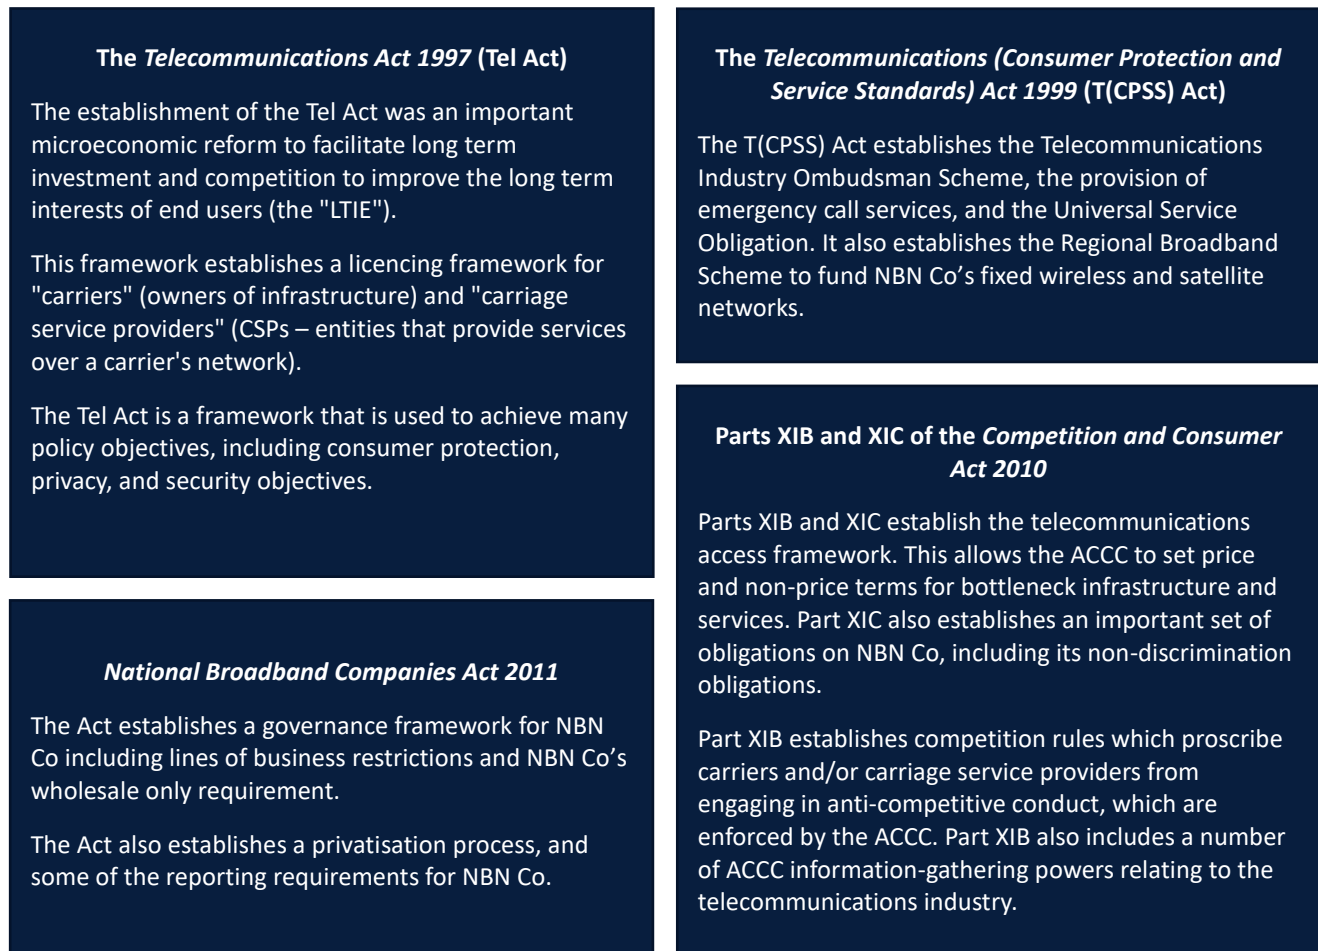 The Telecommunications Act 1997 (Tel Act)
The establishment of the Tel Act was an important
microeconomic reform to facilitate long term
investment and competition to improve the long term
interests of end users (the "LTIE").
This framework establishes a licencing framework for
"carriers" (owners of infrastructure) and "carriage
service providers" (CSPs – entities that provide services
over a carrier's network).
The Tel Act is a framework that is used to achieve many
policy objectives, including consumer protection,
privacy, and security objectives.
National Broadband Companies Act 2011
The Act establishes a governance framework for NBN
Co including lines of business restrictions and NBN Co’s
wholesale only requirement.
The Act also establishes a privatisation process, and
some of the reporting requirements for NBN Co.
The Telecommunications (Consumer Protection and
Service Standards) Act 1999 (T(CPSS) Act)
The T(CPSS) Act establishes the Telecommunications
Industry Ombudsman Scheme, the provision of
emergency call services, and the Universal Service
Obligation. It also establishes the Regional Broadband
Scheme to fund NBN Co’s fixed wireless and satellite
networks.
Parts XIB and XIC of the Competition and Consumer
Act 2010
Parts XIB and XIC establish the telecommunications
access framework. This allows the ACCC to set price
and non-price terms for bottleneck infrastructure and
services. Part XIC also establishes an important set of
obligations on NBN Co, including its non-discrimination
obligations.
Part XIB establishes competition rules which proscribe
carriers and/or carriage service providers from
engaging in anti-competitive conduct, which are
enforced by the ACCC. Part XIB also includes a number
of ACCC information-gathering powers relating to the
telecommunications industry.